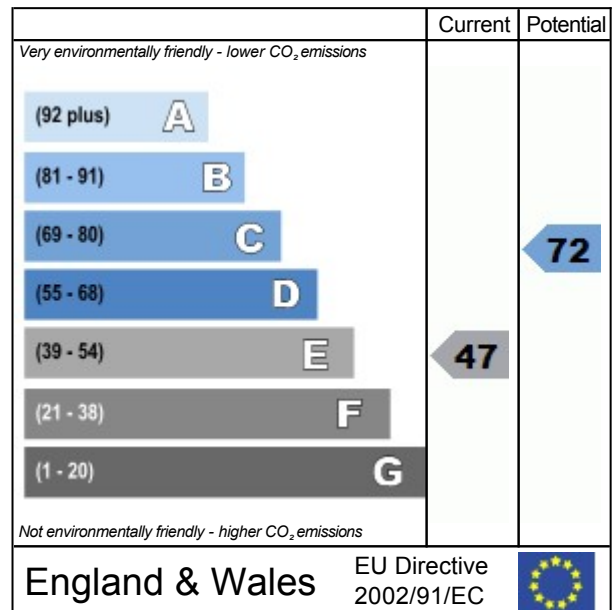 Current Potential
Very environmentally friendly - lower CO₂ emissions
(92 plus) A
(81 - 91) B
(69 - 80) C
72
(55 - 68) D
(39 - 54) E
47
(21 - 38) F
(1 - 20) G
Not environmentally friendly - higher CO₂ emissions
England & Wales
EU Directive
2002/91/EC